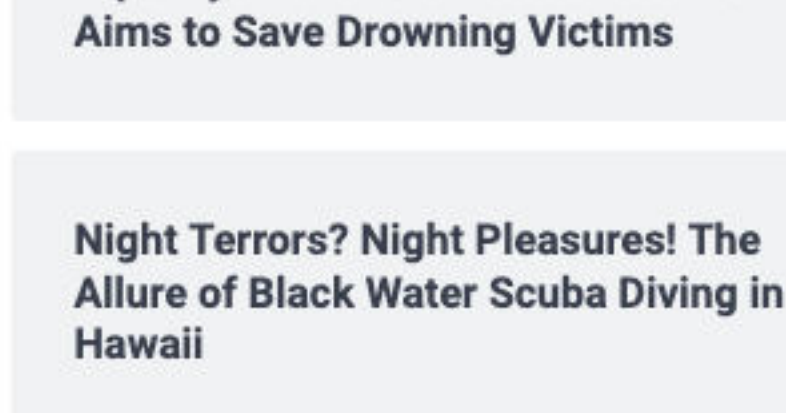 Aims to Save Drowning Victims
Night Terrors? Night Pleasures! The
Allure of Black Water Scuba Diving in
Hawaii